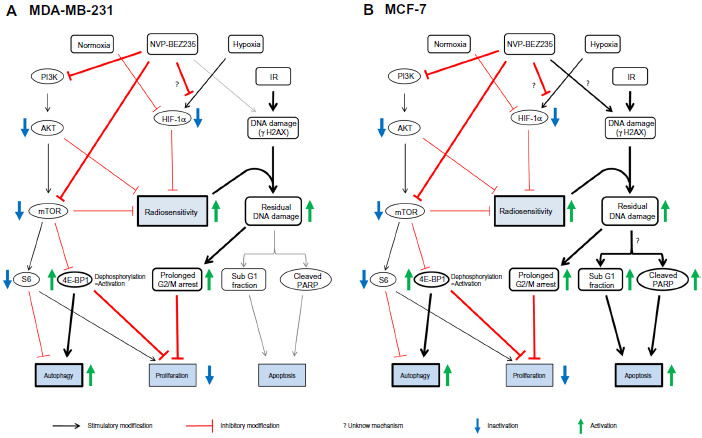 A MDA-MB-231
Normoxia
NVP-BEZ235
Hypoxia
PI3K
?
IR
AKT
HIF-1α
DNA damage
(γ H2AX)
mTOR
Radiosensitivity
Residual
DNA damage
S6
4E-BP1
Dephosphorylation
=Activation
Prolonged
G2/M arrest
Sub G1
fraction
Cleaved
PARP
Autophagy
Proliferation
Apoptosis
B MCF-7
Normoxia
NVP-BEZ235
Hypoxia
PI3K
?
?
IR
AKT
HIF-1α
DNA damage
(γ H2AX)
mTOR
Radiosensitivity
Residual
DNA damage
?
S6
4E-BP1
Dephosphorylation
=Activation
Prolonged
G2/M arrest
Sub G1
fraction
Cleaved
PARP
Autophagy
Proliferation
Apoptosis
Stimulatory modification
Inhibitory modification
? Unknow mechanism
Inactivation
Activation